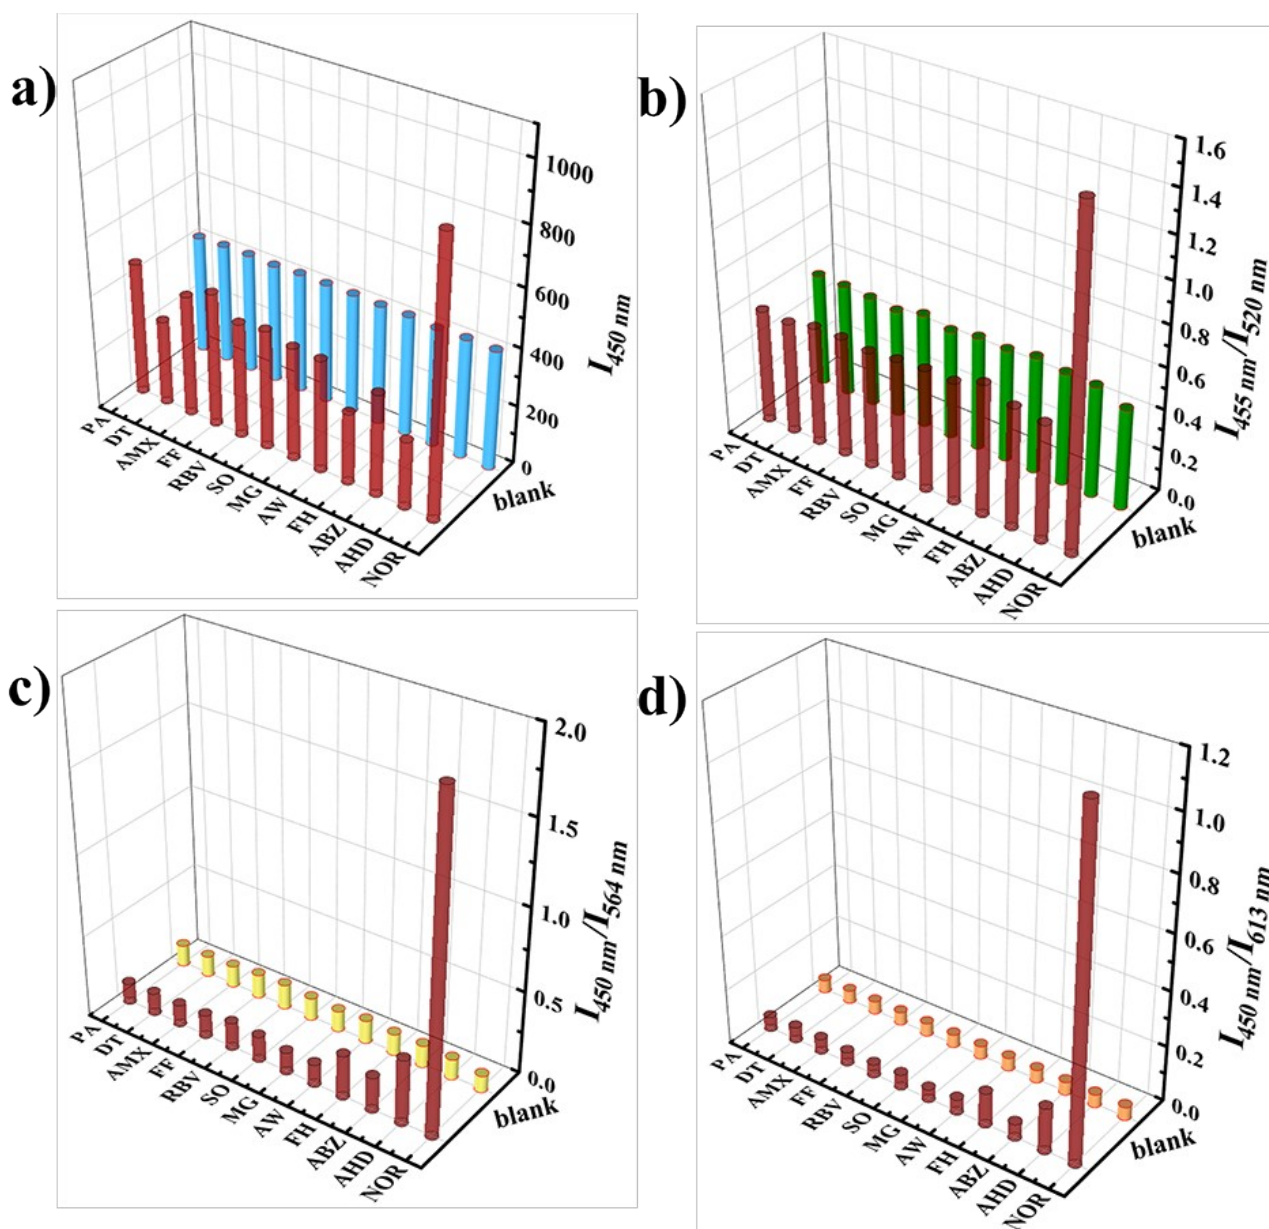 a)
1000
800
600
400
200
0
I450 nm
blank
PA
DT
AMX
FF
RBV
SO
MG
AW
FH
ABZ
AHD
NOR
b)
1.6
1.4
1.2
1.0
0.8
0.6
0.4
0.2
0.0
I455 nm/I520 nm
blank
PA
DT
AMX
FF
RBV
SO
MG
AW
FH
ABZ
AHD
NOR
c)
2.0
1.5
1.0
0.5
0.0
I450 nm/I564 nm
blank
PA
DT
AMX
FF
RBV
SO
MG
AW
FH
ABZ
AHD
NOR
d)
1.2
1.0
0.8
0.6
0.4
0.2
0.0
I450 nm/I613 nm
blank
PA
DT
AMX
FF
RBV
SO
MG
AW
FH
ABZ
AHD
NOR